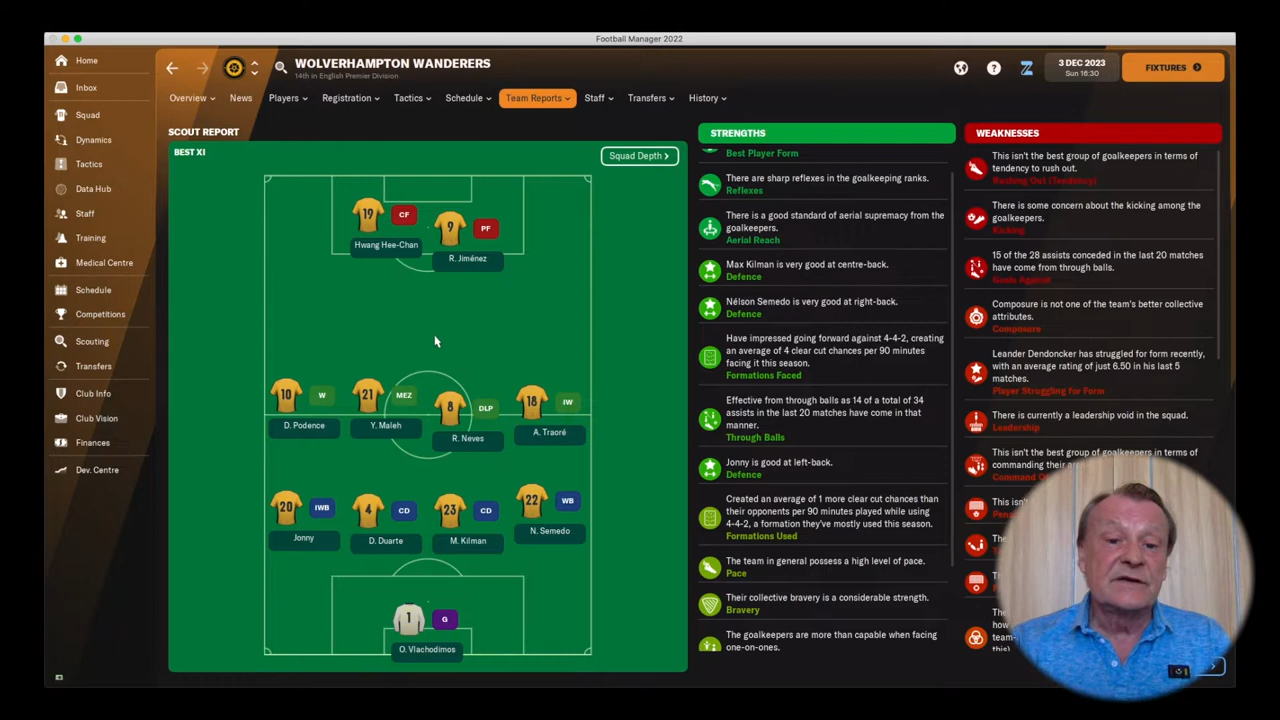 Football Manager 2022
Home
Inbox
Squad
Dynamics
Tactics
Data Hub
Staff
Training
Medical Centre
Schedule
Competitions
Scouting
Transfers
Club Info
Club Vision
Finances
Dev. Centre
WOLVERHAMPTON WANDERERS
14th in English Premier Division
3 DEC 2023
Sun 16:30
FIXTURES
Overview
News
Players
Registration
Tactics
Schedule
Team Reports
Staff
Transfers
History
SCOUT REPORT
BEST XI
Squad Depth
19
CF
Hwang Hee-Chan
9
PF
R. Jiménez
10
W
D. Podence
21
MEZ
Y. Maleh
8
DLP
R. Neves
18
IW
A. Traoré
20
IWB
Jonny
4
CD
D. Duarte
23
CD
M. Kilman
22
WB
N. Semedo
1
G
O. Vlachodimos
STRENGTHS
Best Player Form
There are sharp reflexes in the goalkeeping ranks.
Reflexes
There is a good standard of aerial supremacy from the
goalkeepers.
Aerial Reach
Max Kilman is very good at centre-back.
Defence
Nélson Semedo is very good at right-back.
Defence
Have impressed going forward against 4-4-2, creating
an average of 4 clear cut chances per 90 minutes
facing it this season.
Formations Faced
Effective from through balls as 14 of a total of 34
assists in the last 20 matches have come in that
manner.
Through Balls
Jonny is good at left-back.
Defence
Created an average of 1 more clear cut chances than
their opponents per 90 minutes played while using
4-4-2, a formation they've mostly used this season.
Formations Used
The team in general possess a high level of pace.
Pace
Their collective bravery is a considerable strength.
Bravery
The goalkeepers are more than capable when facing
one-on-ones.
WEAKNESSES
This isn't the best group of goalkeepers in terms of
tendency to rush out.
Rushing Out (Tendency)
There is some concern about the kicking among the
goalkeepers.
Kicking
15 of the 28 assists conceded in the last 20 matches
have come from through balls.
Goals Against
Composure is not one of the team's better collective
attributes.
Composure
Leander Dendoncker has struggled for form recently,
with an average rating of just 6.50 in his last 5
matches.
Player Struggling for Form
There is currently a leadership void in the squad.
Leadership
This isn't the best group of goalkeepers in terms of
commanding their
Command
This isn't
The
The
how
team-
this)